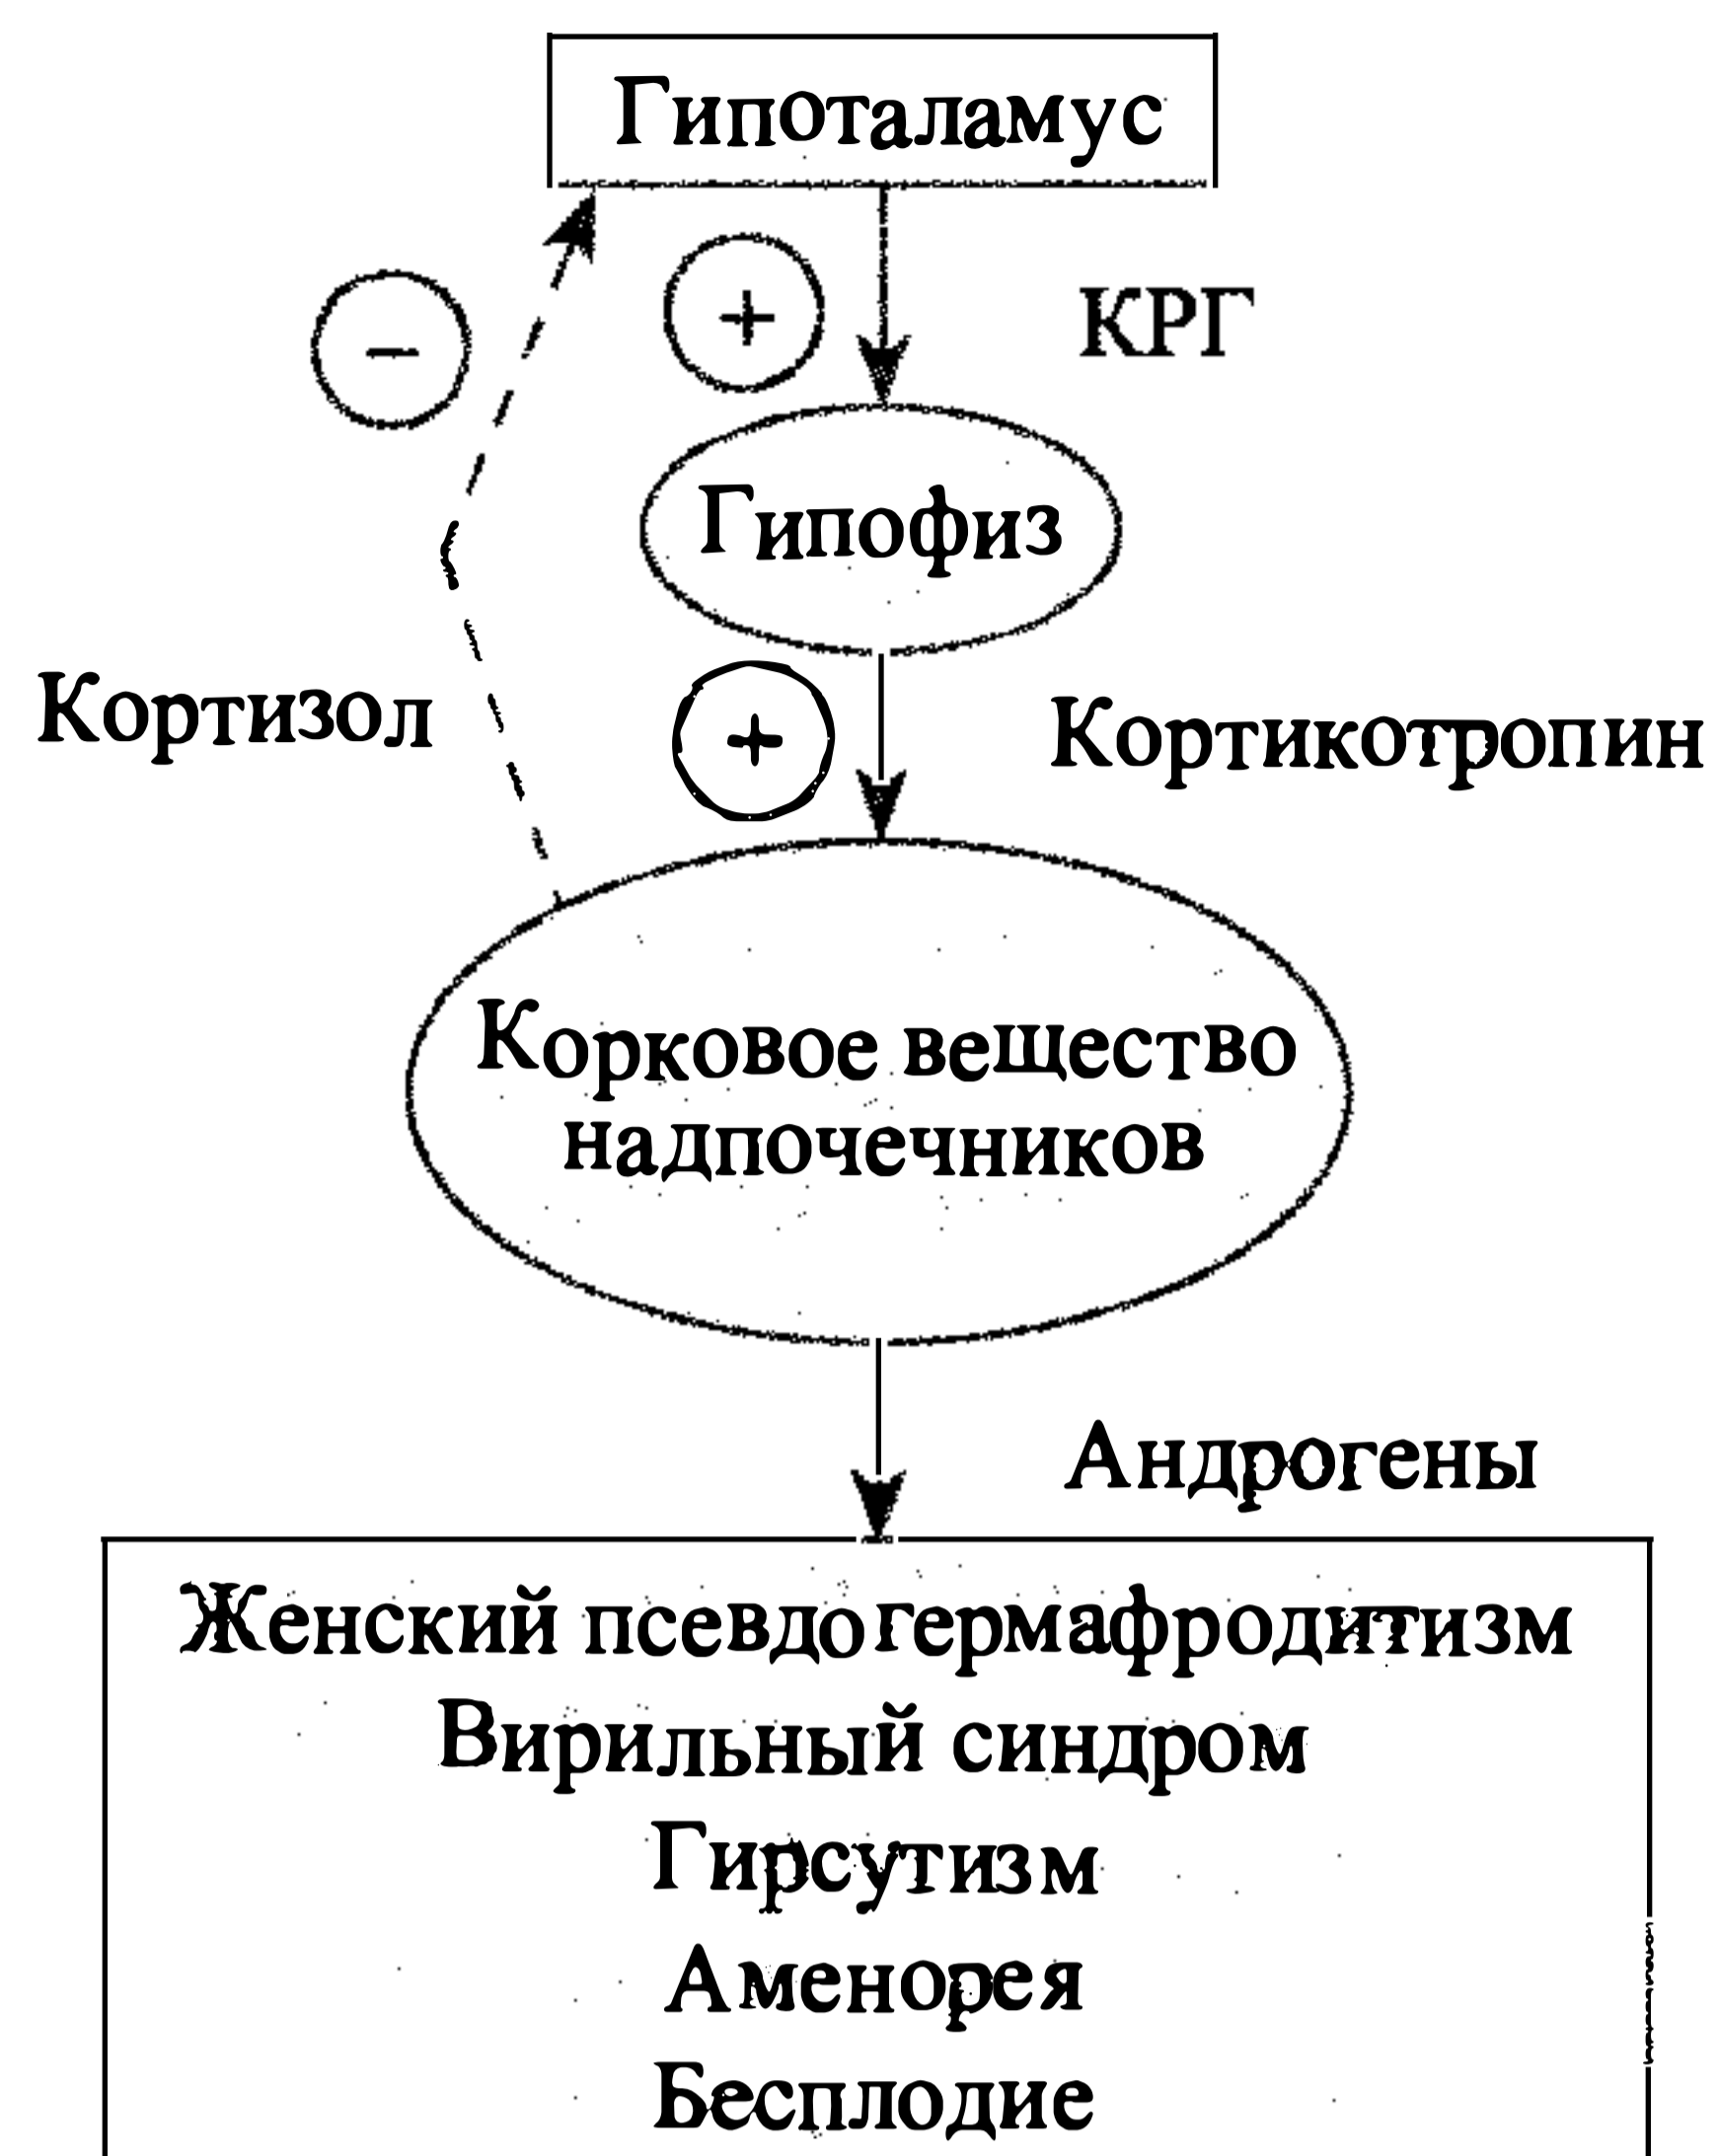 Гипоталамус
−
+
КРГ
Гипофиз
Кортизол
+
Кортикотропин
Корковое вещество
надпочечников
Андрогены
Женский псевдогермафродитизм
Вирильный синдром
Гирсутизм
Аменорея
Бесплодие